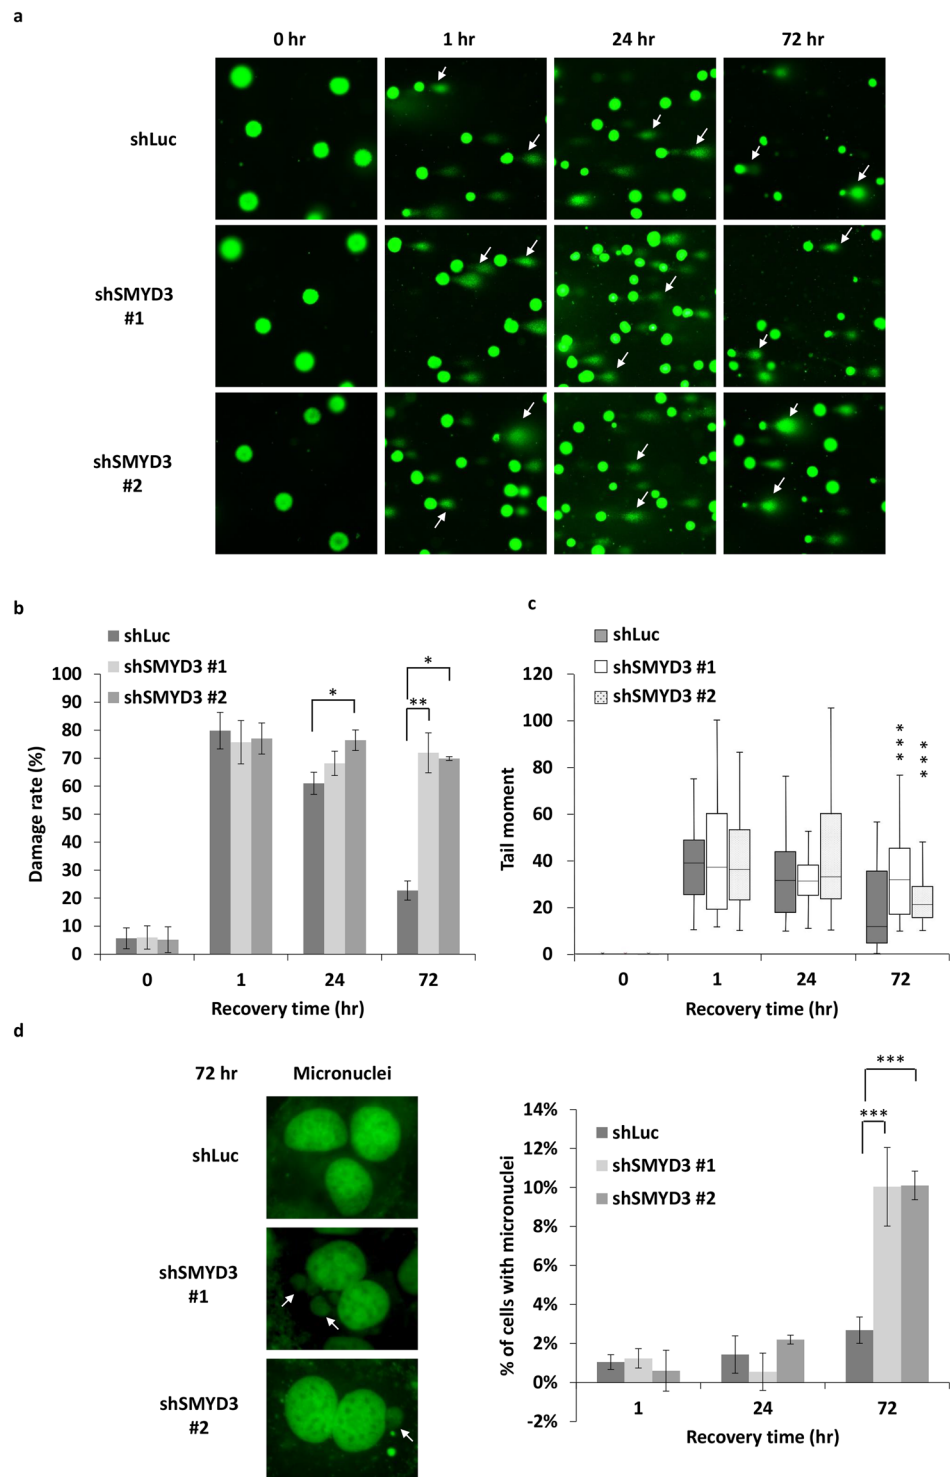 a
0 hr 1 hr 24 hr 72 hr
shLuc
shSMYD3
#1
shSMYD3
#2
b
shLuc
shSMYD3 #1
shSMYD3 #2
Damage rate (%)
100
90
80
70
60
50
40
30
20
10
0
*
*
**
0 1 24 72
Recovery time (hr)
c
shLuc
shSMYD3 #1
shSMYD3 #2
Tail moment
120
100
80
60
40
20
0
***
***
0 1 24 72
Recovery time (hr)
d
72 hr Micronuclei
shLuc
shSMYD3
#1
shSMYD3
#2
% of cells with micronuclei
14%
12%
10%
8%
6%
4%
2%
0%
-2%
shLuc
shSMYD3 #1
shSMYD3 #2
***
***
1 24 72
Recovery time (hr)